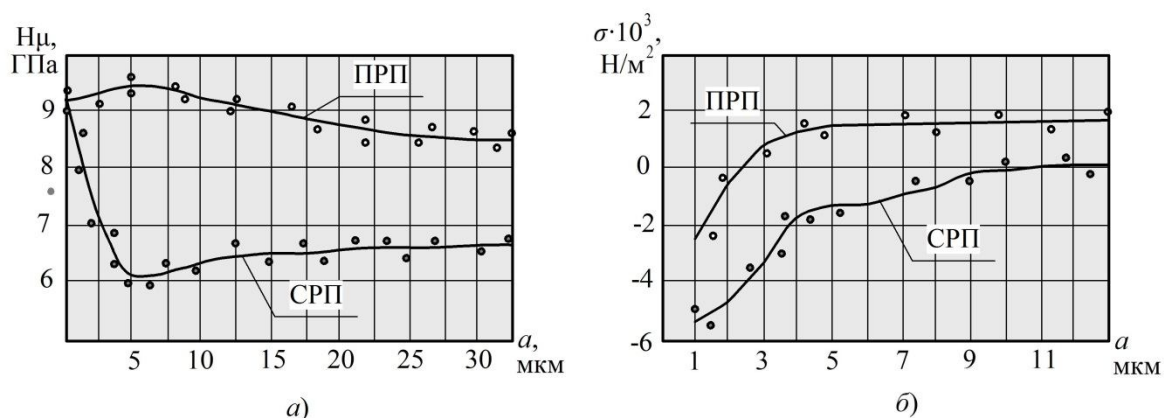 Hμ,
ГПа
9
8
7
6
ПРП
СРП
5
10
15
20
25
30
a,
мкм
а)
σ·10³,
Н/м²
2
0
-2
-4
-6
ПРП
СРП
1
3
5
7
9
11
a
мкм
б)